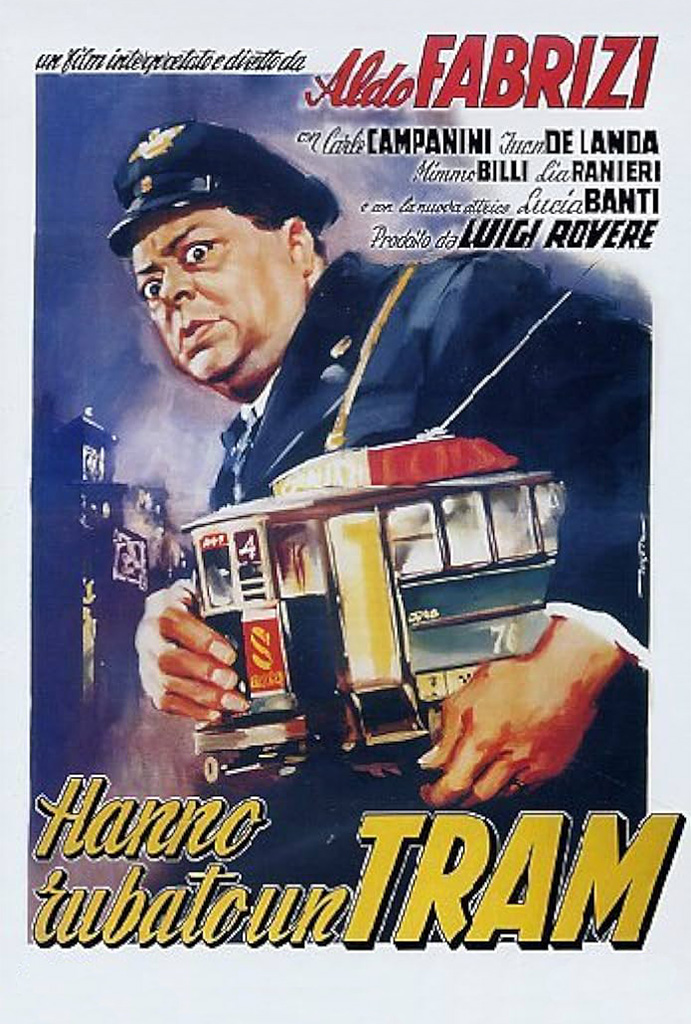 un film interpretato e diretto da
Aldo FABRIZI
con Carlo CAMPANINI Juan DE LANDA
Mimmo BILLI Lia RANIERI
e con la nuova attrice Lucia BANTI
Prodotto da LUIGI ROVERE
4
S
Hanno
rubato un TRAM